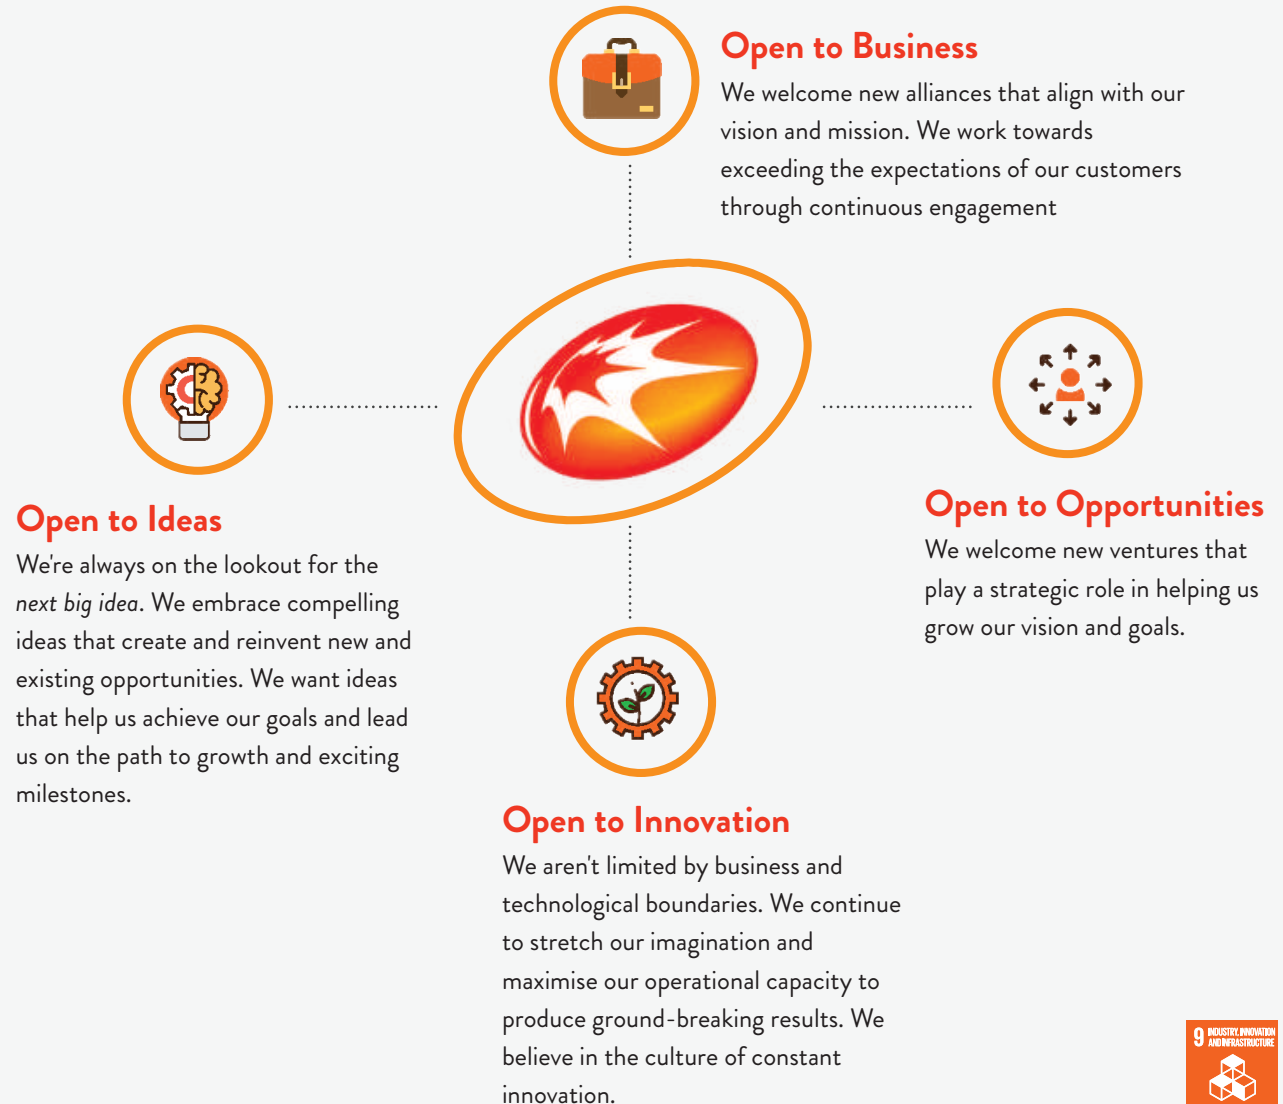 Open to Business
We welcome new alliances that align with our
vision and mission. We work towards
exceeding the expectations of our customers
through continuous engagement
Open to Ideas
We're always on the lookout for the
next big idea. We embrace compelling
ideas that create and reinvent new and
existing opportunities. We want ideas
that help us achieve our goals and lead
us on the path to growth and exciting
milestones.
Open to Opportunities
We welcome new ventures that
play a strategic role in helping us
grow our vision and goals.
Open to Innovation
We aren't limited by business and
technological boundaries. We continue
to stretch our imagination and
maximise our operational capacity to
produce ground-breaking results. We
believe in the culture of constant
innovation.
9 INDUSTRY, INNOVATION
AND INFRASTRUCTURE